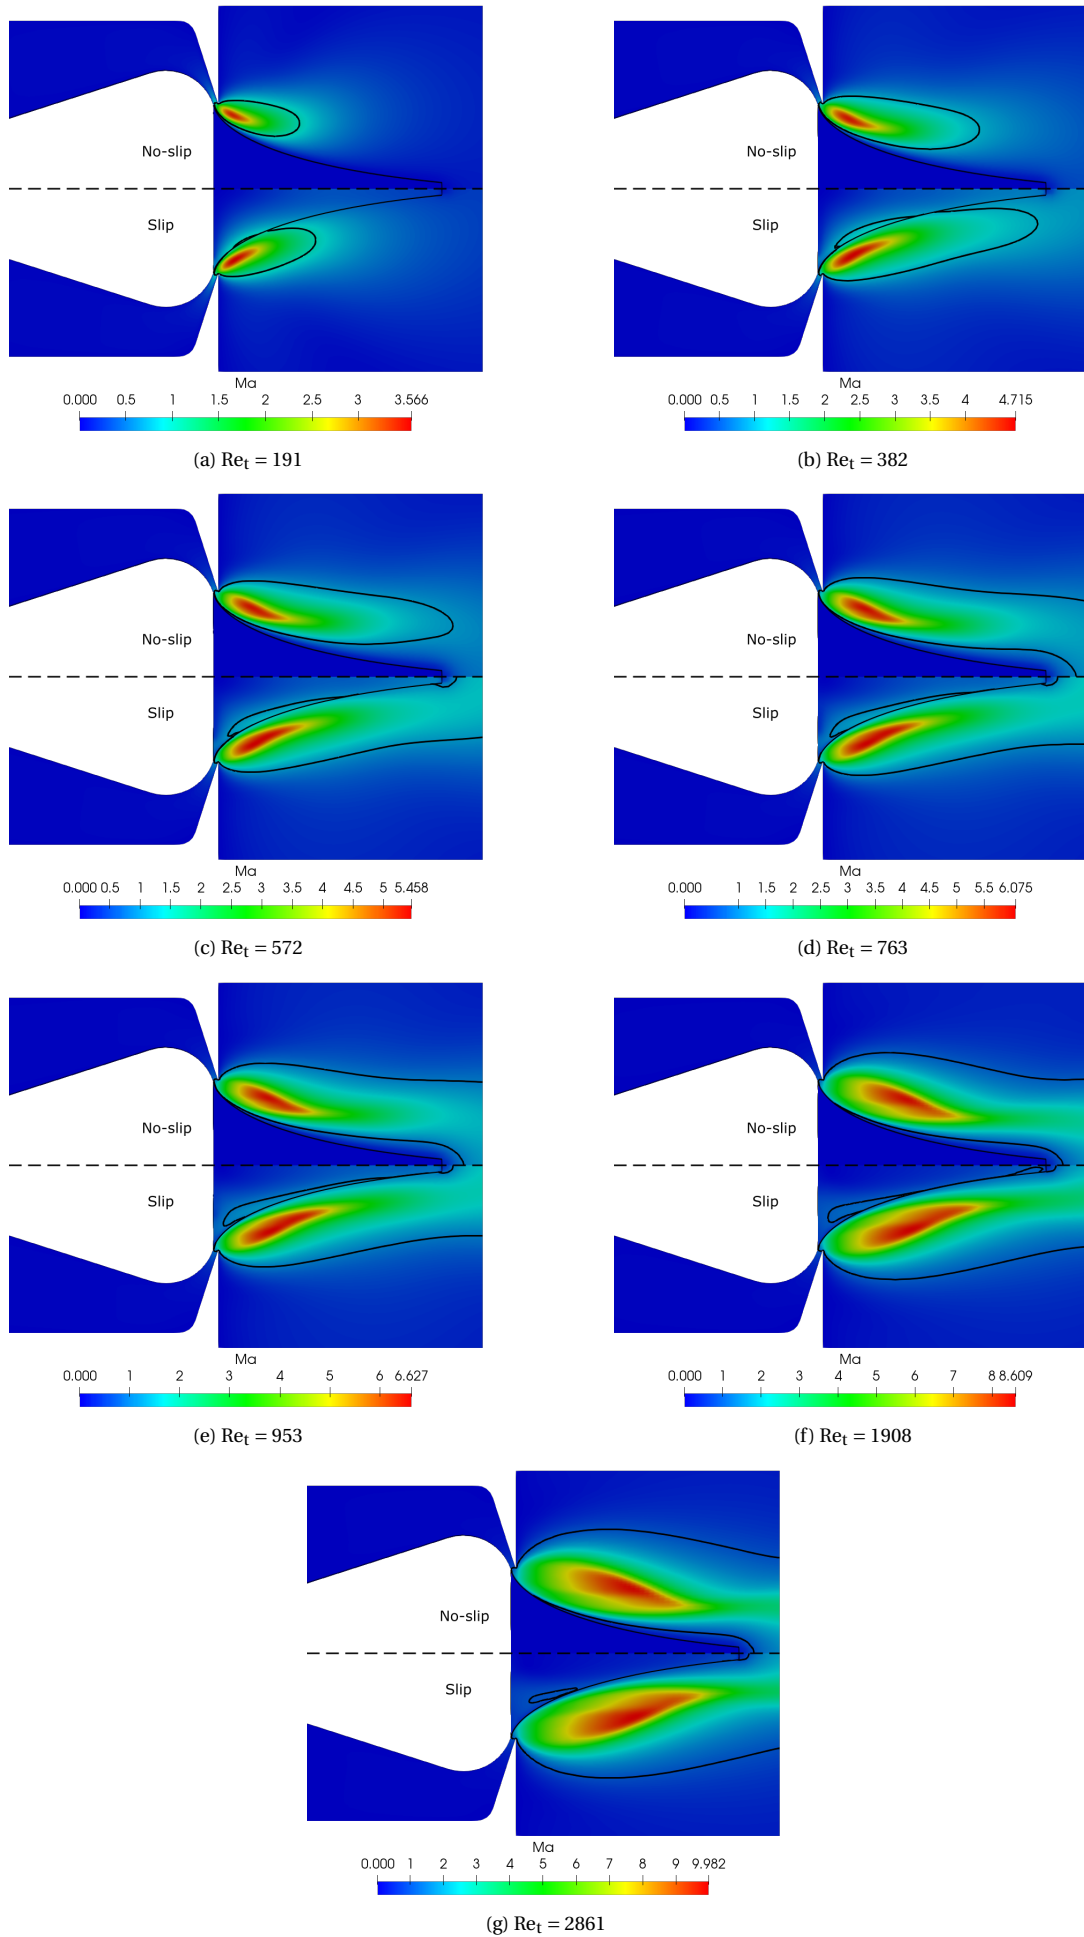 No-slip
Slip
Ma
0.000 0.5 1 1.5 2 2.5 3 3.566
(a) Ret = 191
No-slip
Slip
Ma
0.000 0.5 1 1.5 2 2.5 3 3.5 4 4.715
(b) Ret = 382
No-slip
Slip
Ma
0.000 0.5 1 1.5 2 2.5 3 3.5 4 4.5 5 5.458
(c) Ret = 572
No-slip
Slip
Ma
0.000 1 1.5 2 2.5 3 3.5 4 4.5 5 5.5 6.075
(d) Ret = 763
No-slip
Slip
Ma
0.000 1 2 3 4 5 6 6.627
(e) Ret = 953
No-slip
Slip
Ma
0.000 1 2 3 4 5 6 7 8 8.609
(f) Ret = 1908
No-slip
Slip
Ma
0.000 1 2 3 4 5 6 7 8 9 9.982
(g) Ret = 2861